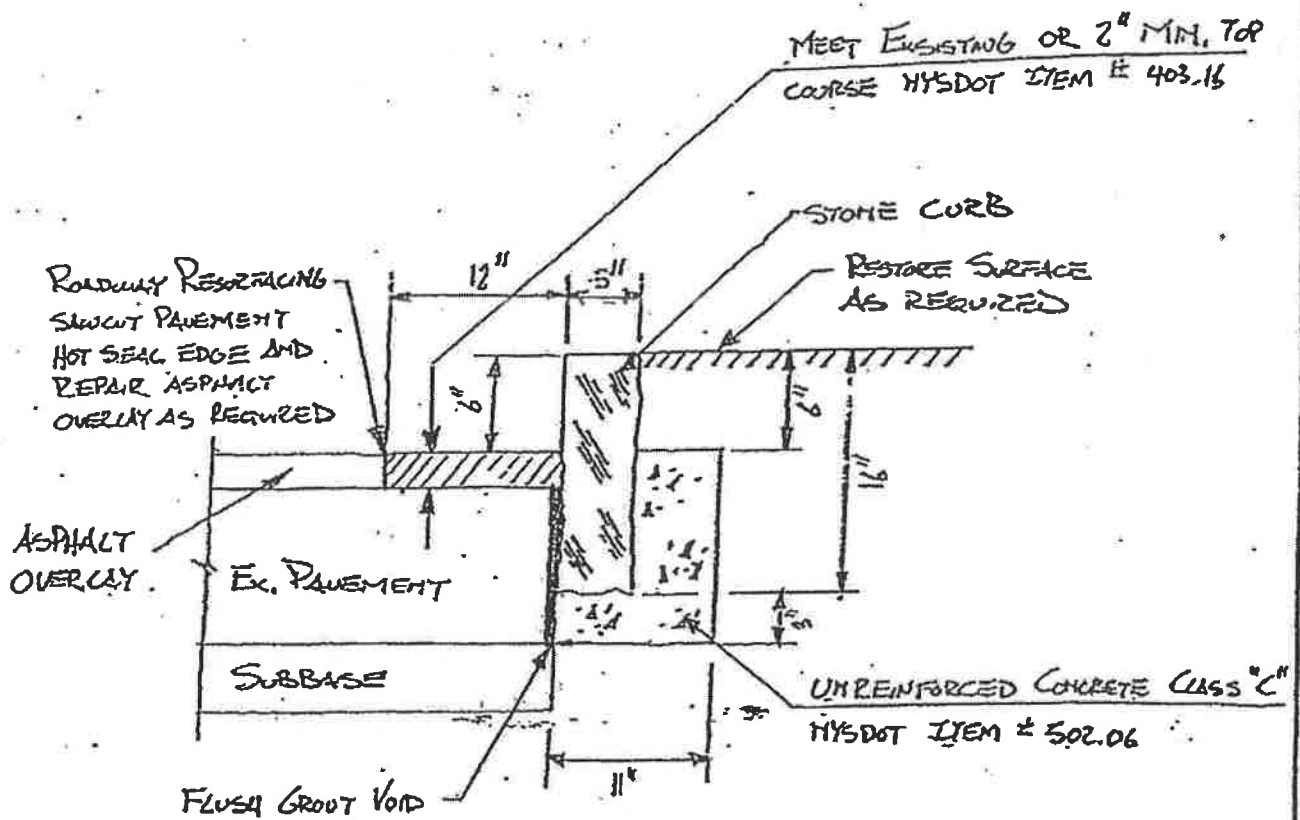 MEET EXSISTING OR 2" MIN. TOP
COURSE NYSDOT ITEM # 403.16
STONE CURB
RESTORE SURFACE
AS REQUIRED
ROADWAY RESURFACING
SAWCUT PAVEMENT
HOT SEAL EDGE AND
REPAIR ASPHALT
OVERLAY AS REQUIRED
12"
5"
6"
6"
16"
ASPHALT
OVERLAY
EX. PAVEMENT
3"
SUBBASE
UNREINFORCED CONCRETE CLASS "C"
NYSDOT ITEM # 502.06
11"
FLUSH GROUT VOID